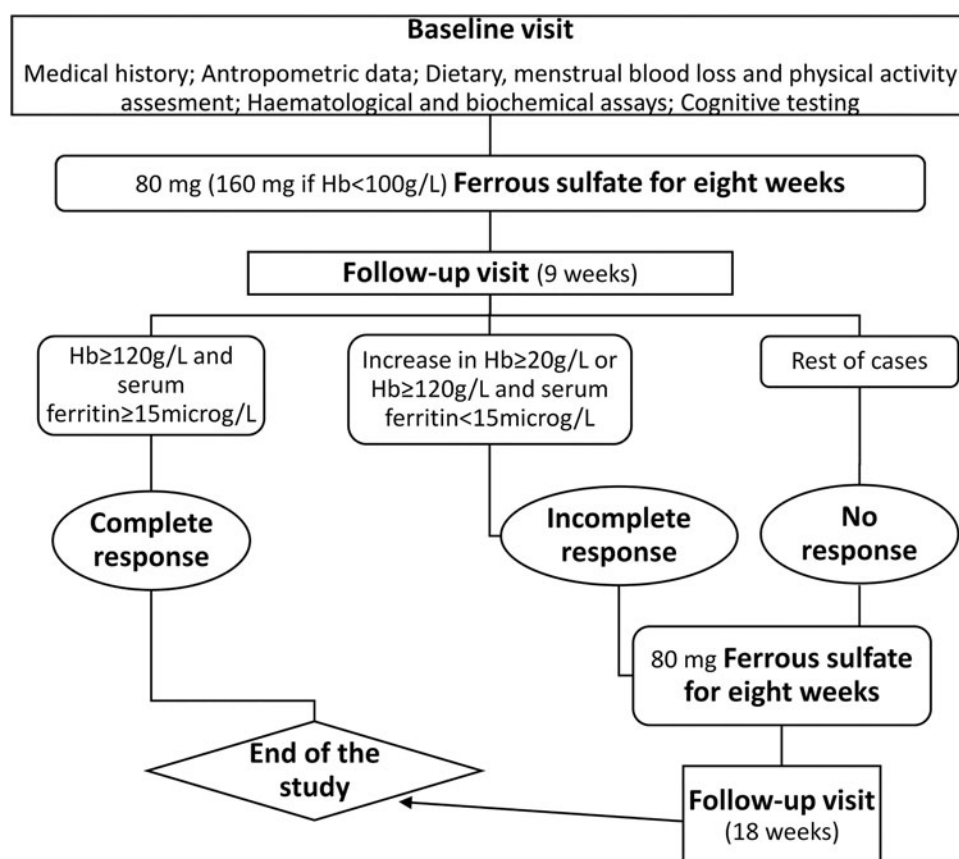 Baseline visit
Medical history; Antropometric data; Dietary, menstrual blood loss and physical activity
assesment; Haematological and biochemical assays; Cognitive testing
80 mg (160 mg if Hb<100g/L) Ferrous sulfate for eight weeks
Follow-up visit (9 weeks)
Hb≥120g/L and
serum
ferritin≥15microg/L
Increase in Hb≥20g/L or
Hb≥120g/L and serum
ferritin<15microg/L
Rest of cases
Complete
response
Incomplete
response
No
response
80 mg Ferrous sulfate
for eight weeks
End of the
study
Follow-up visit
(18 weeks)